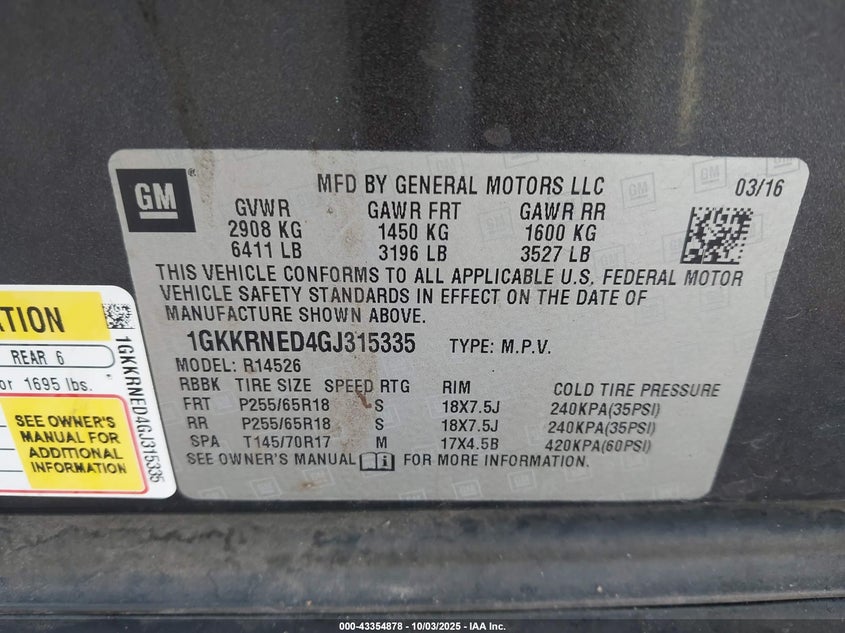 GM
®
MFD BY GENERAL MOTORS LLC 03/16
GVWR GAWR FRT GAWR RR
2908 KG 1450 KG 1600 KG
6411 LB 3196 LB 3527 LB
THIS VEHICLE CONFORMS TO ALL APPLICABLE U.S. FEDERAL MOTOR
VEHICLE SAFETY STANDARDS IN EFFECT ON THE DATE OF
MANUFACTURE SHOWN ABOVE.
1GKKRNED4GJ315335 TYPE: M.P.V.
MODEL: R14526
RBBK TIRE SIZE SPEED RTG RIM COLD TIRE PRESSURE
FRT P255/65R18 S 18X7.5J 240KPA(35PSI)
RR P255/65R18 S 18X7.5J 240KPA(35PSI)
SPA T145/70R17 M 17X4.5B 420KPA(60PSI)
SEE OWNER'S MANUAL FOR MORE INFORMATION.
ATION
REAR 6
or 1695 lbs.
SEE OWNER'S
MANUAL FOR
ADDITIONAL
INFORMATION
1GKKRNED4GJ315335
000-43354878 - 10/03/2025 - IAA Inc.